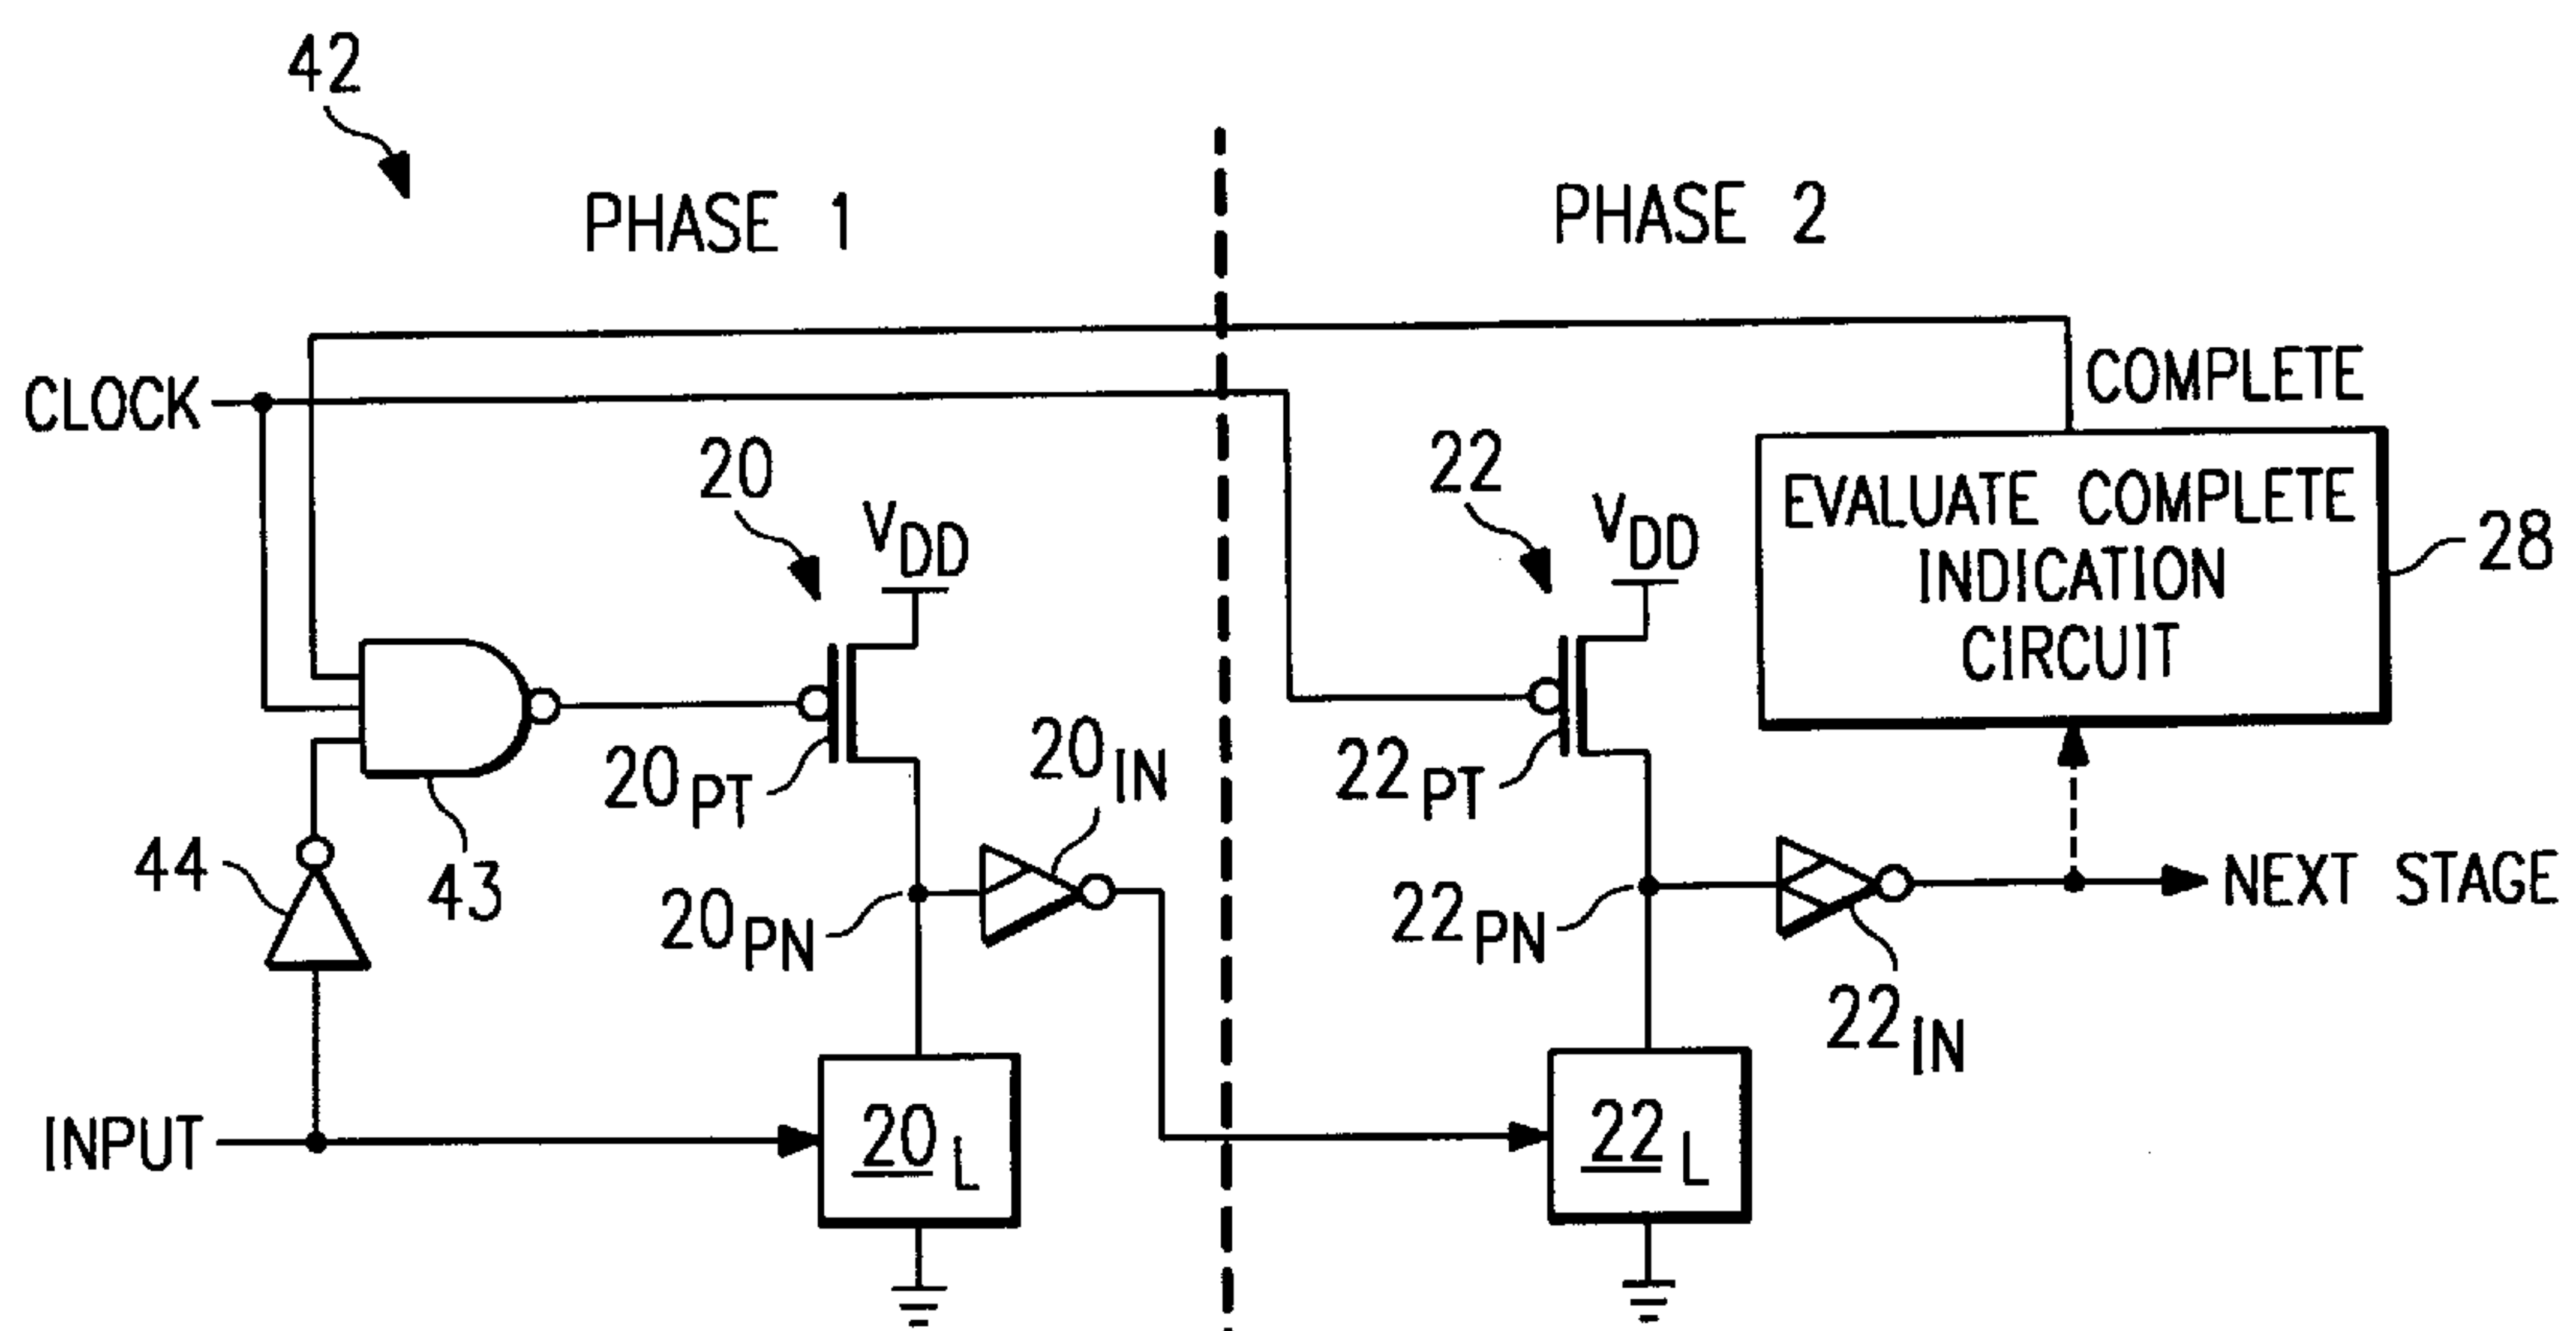 42
PHASE 1
PHASE 2
CLOCK
COMPLETE
20
VDD
22
VDD
EVALUATE COMPLETE
INDICATION
CIRCUIT
28
20PT
20IN
22PT
44
43
20PN
22PN
NEXT STAGE
22IN
INPUT
20L
22L